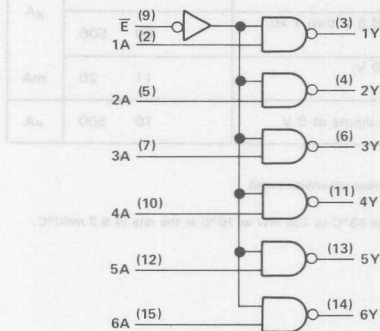 E (9) (3) 1Y
1A (2)
2A (5) (4) 2Y
3A (7) (6) 3Y
4A (10) (11) 4Y
5A (12) (13) 5Y
6A (15) (14) 6Y